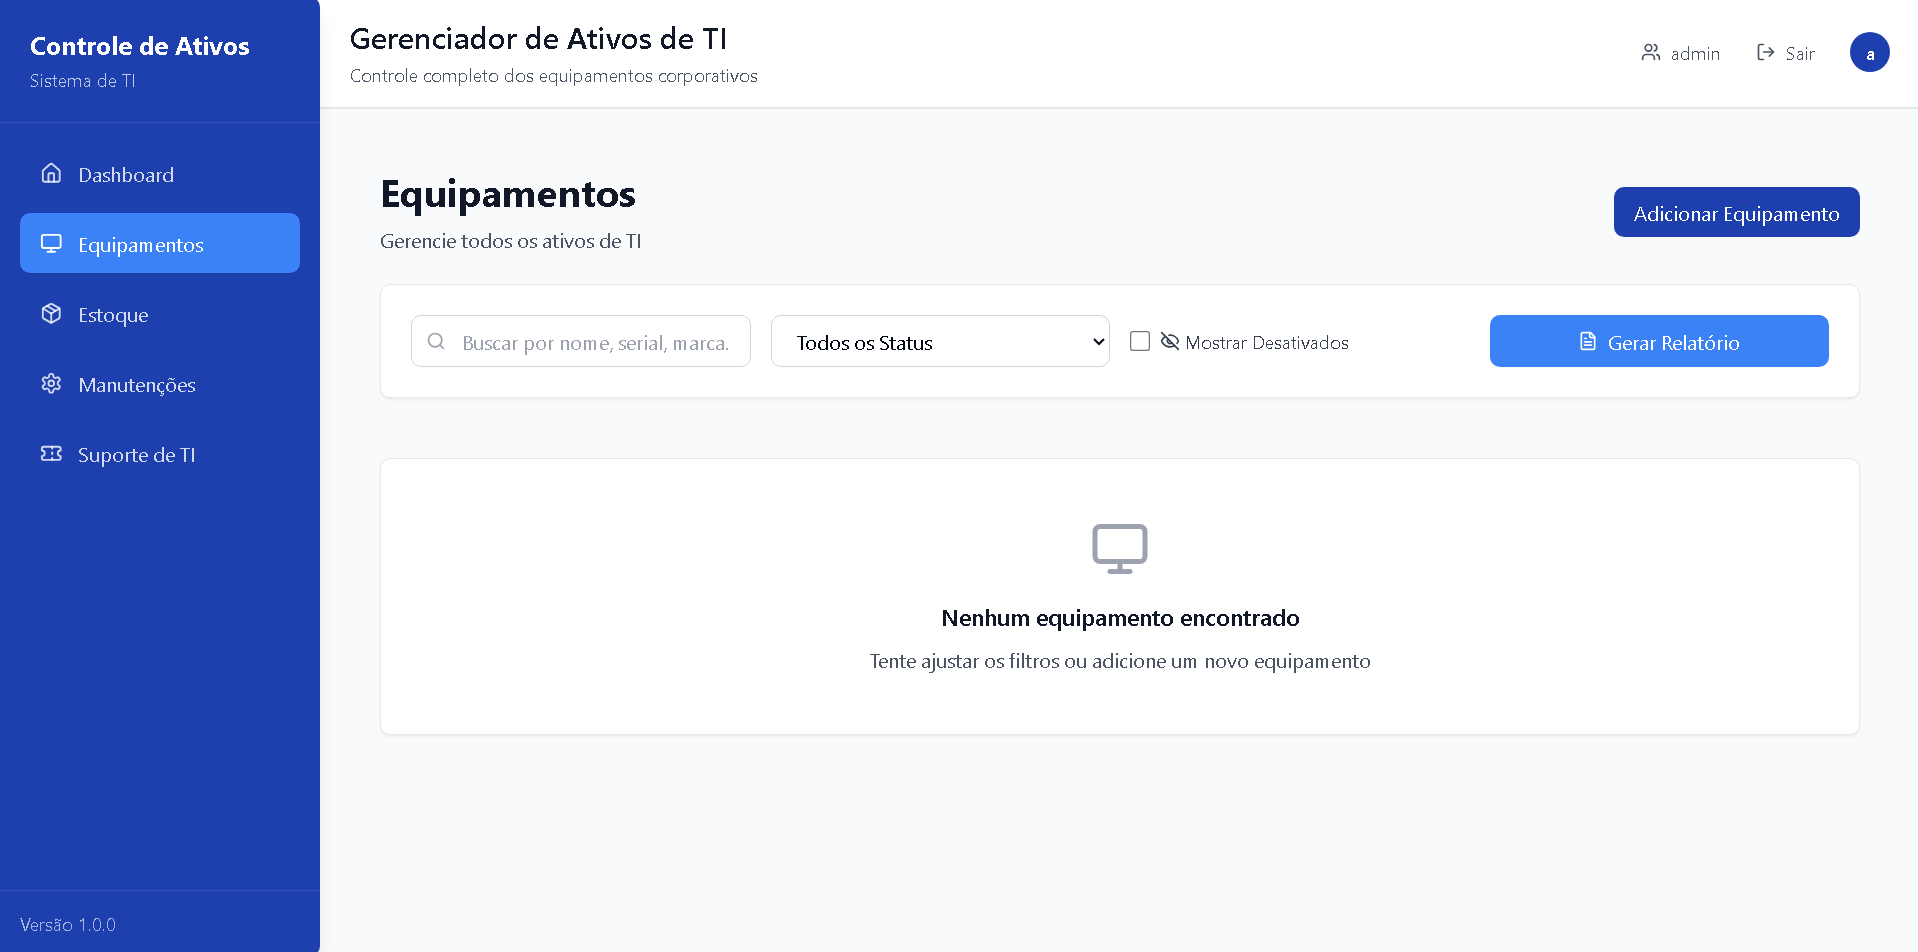 Controle de Ativos
Sistema de TI
Dashboard
Equipamentos
Estoque
Manutenções
Suporte de TI
Versão 1.0.0
Gerenciador de Ativos de TI
Controle completo dos equipamentos corporativos
admin
Sair
a
Equipamentos
Gerencie todos os ativos de TI
Adicionar Equipamento
Buscar por nome, serial, marca.
Todos os Status
Mostrar Desativados
Gerar Relatório
Nenhum equipamento encontrado
Tente ajustar os filtros ou adicione um novo equipamento